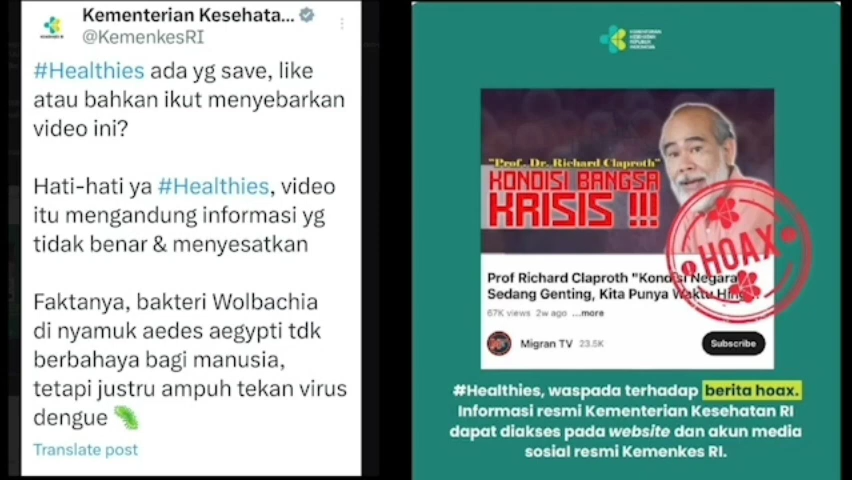 Kementerian Kesehata...
@KemenkesRI
#Healthies ada yg save, like
atau bahkan ikut menyebarkan
video ini?
Hati-hati ya #Healthies, video
itu mengandung informasi yg
tidak benar & menyesatkan
Faktanya, bakteri Wolbachia
di nyamuk aedes aegypti tdk
berbahaya bagi manusia,
tetapi justru ampuh tekan virus
dengue
Translate post
"Prof. Dr. Richard Claproth"
KONDISI BANGSA
KRISIS !!!
HOAX
Prof Richard Claproth "Kondisi Negara
Sedang Genting, Kita Punya Waktu
67K views 2w ago ...more
Migran TV 23.5K
Subscribe
#Healthies, waspada terhadap berita hoax.
Informasi resmi Kementerian Kesehatan RI
dapat diakses pada website dan akun media
sosial resmi Kemenkes RI.